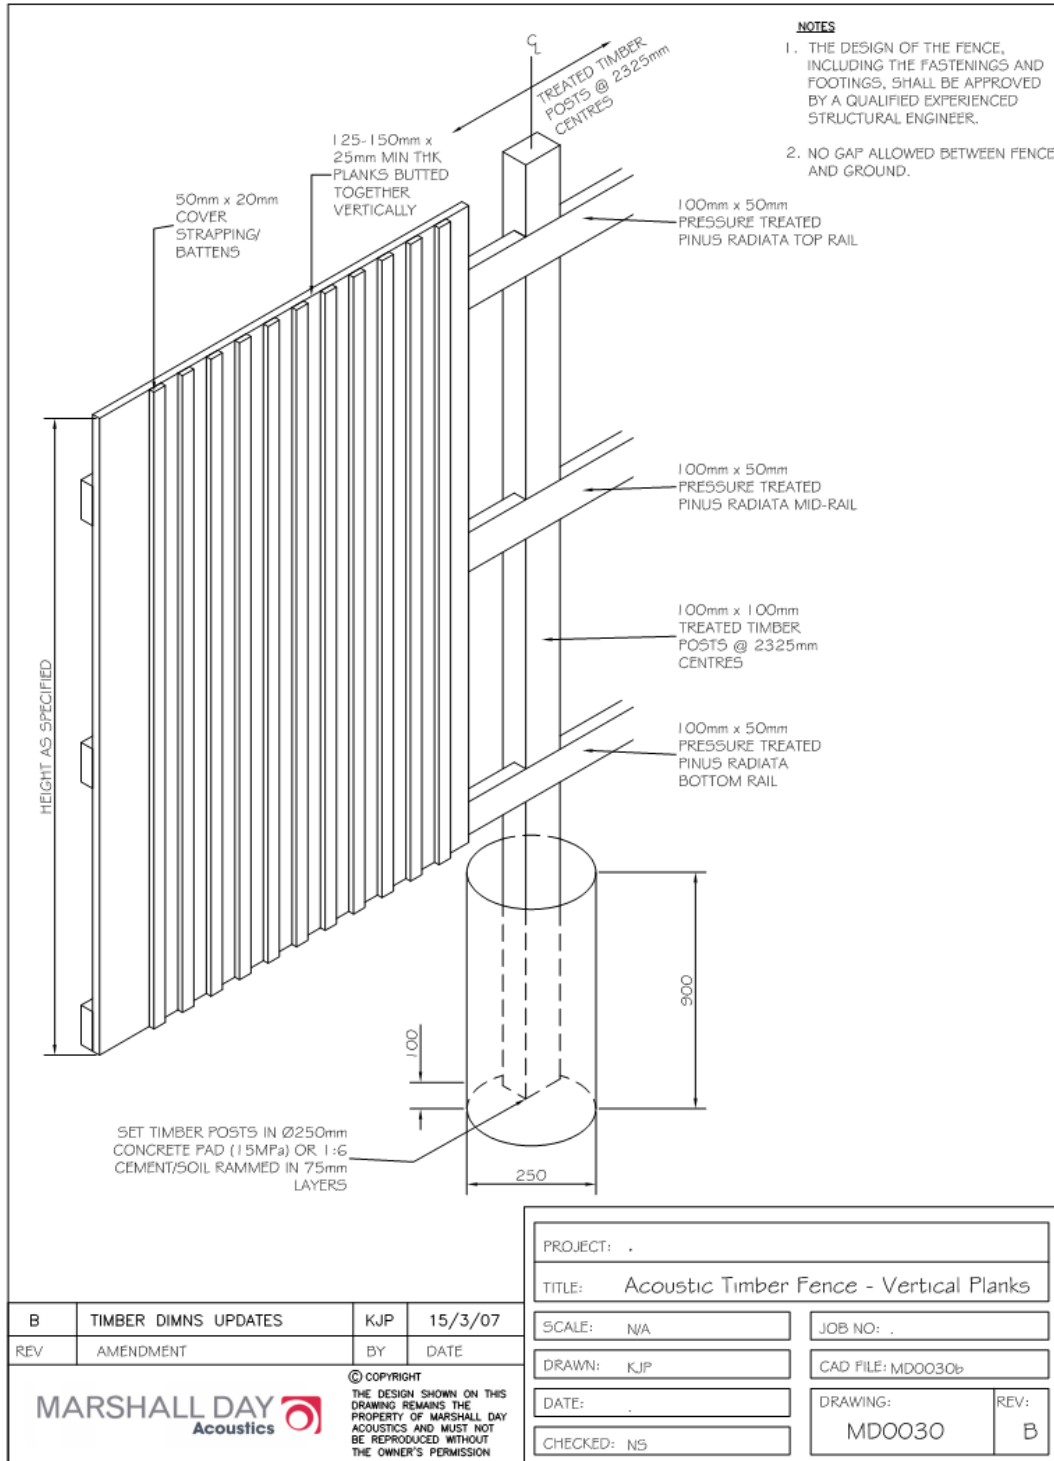 NOTES
1. THE DESIGN OF THE FENCE,
INCLUDING THE FASTENINGS AND
FOOTINGS, SHALL BE APPROVED
BY A QUALIFIED EXPERIENCED
STRUCTURAL ENGINEER.
2. NO GAP ALLOWED BETWEEN FENCE
AND GROUND.
CL
TREATED TIMBER
POSTS @ 2325mm
CENTRES
125-150mm x
25mm MIN THK
PLANKS BUTTED
TOGETHER
VERTICALLY
50mm x 20mm
COVER
STRAPPING/
BATTENS
100mm x 50mm
PRESSURE TREATED
PINUS RADIATA TOP RAIL
100mm x 50mm
PRESSURE TREATED
PINUS RADIATA MID-RAIL
100mm x 100mm
TREATED TIMBER
POSTS @ 2325mm
CENTRES
100mm x 50mm
PRESSURE TREATED
PINUS RADIATA
BOTTOM RAIL
HEIGHT AS SPECIFIED
900
100
SET TIMBER POSTS IN Ø250mm
CONCRETE PAD (15MPa) OR 1:6
CEMENT/SOIL RAMMED IN 75mm
LAYERS
250
PROJECT: .
TITLE: Acoustic Timber Fence - Vertical Planks
SCALE: N/A
JOB NO: .
DRAWN: KJP
CAD FILE: MD0030b
DATE: .
DRAWING: REV:
MD0030 B
CHECKED: NS
B TIMBER DIMNS UPDATES KJP 15/3/07
REV AMENDMENT BY DATE
MARSHALL DAY
Acoustics
© COPYRIGHT
THE DESIGN SHOWN ON THIS
DRAWING REMAINS THE
PROPERTY OF MARSHALL DAY
ACOUSTICS AND MUST NOT
BE REPRODUCED WITHOUT
THE OWNER'S PERMISSION